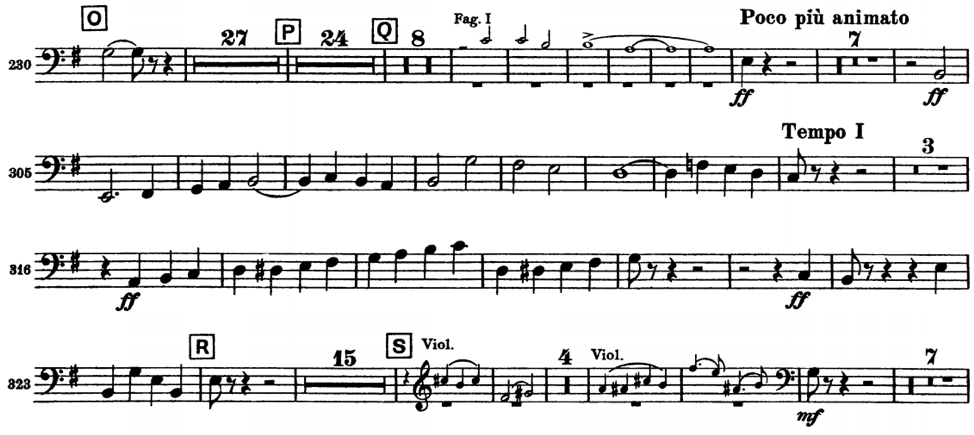 O 27 P 24 Q 8 Fag. I Poco più animato 7
230 ff ff
Tempo I 3
305
316 ff ff
R 15 S Viol. 4 Viol. 7
323 mf